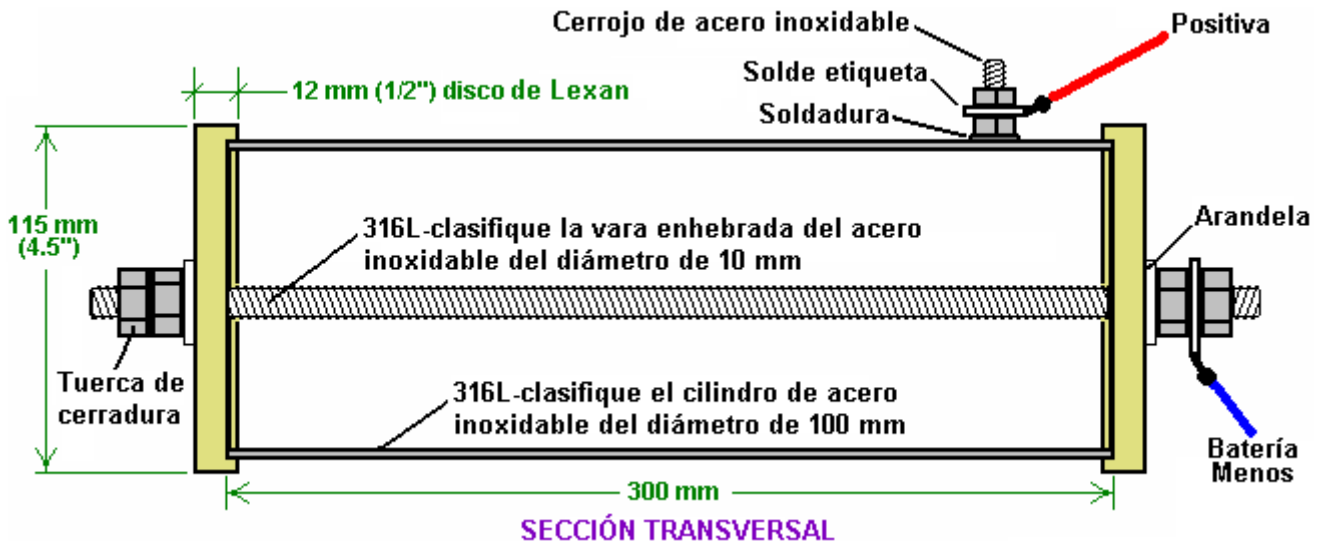 Cerrojo de acero inoxidable
Positiva
Solde etiqueta
12 mm (1/2") disco de Lexan
Soldadura
115 mm
(4.5")
316L-clasifique la vara enhebrada del acero
inoxidable del diámetro de 10 mm
Arandela
Tuerca de
cerradura
316L-clasifique el cilindro de acero
inoxidable del diámetro de 100 mm
Batería
Menos
300 mm
SECCIÓN TRANSVERSAL